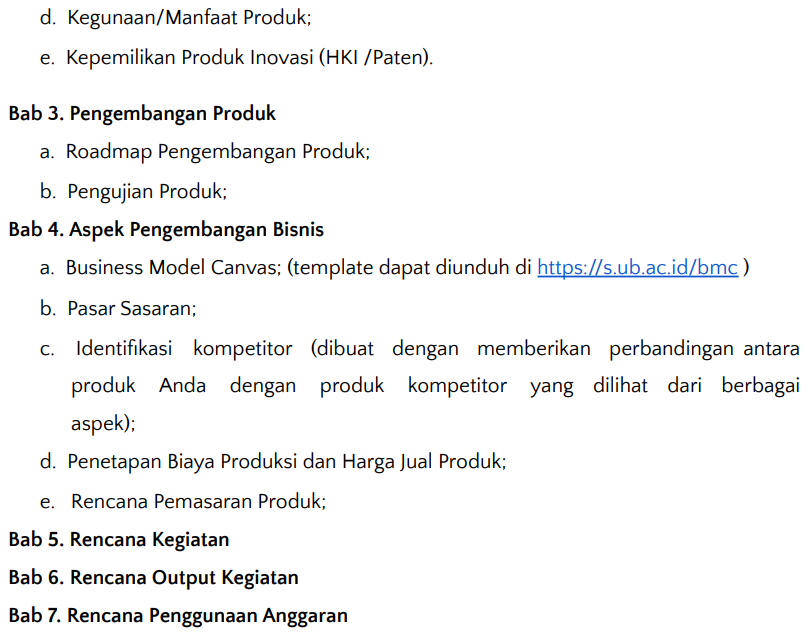 d. Kegunaan/Manfaat Produk;
e. Kepemilikan Produk Inovasi (HKI /Paten).
Bab 3. Pengembangan Produk
a. Roadmap Pengembangan Produk;
b. Pengujian Produk;
Bab 4. Aspek Pengembangan Bisnis
a. Business Model Canvas; (template dapat diunduh di https://s.ub.ac.id/bmc )
b. Pasar Sasaran;
c. Identifikasi kompetitor (dibuat dengan memberikan perbandingan antara
produk Anda dengan produk kompetitor yang dilihat dari berbagai
aspek);
d. Penetapan Biaya Produksi dan Harga Jual Produk;
e. Rencana Pemasaran Produk;
Bab 5. Rencana Kegiatan
Bab 6. Rencana Output Kegiatan
Bab 7. Rencana Penggunaan Anggaran